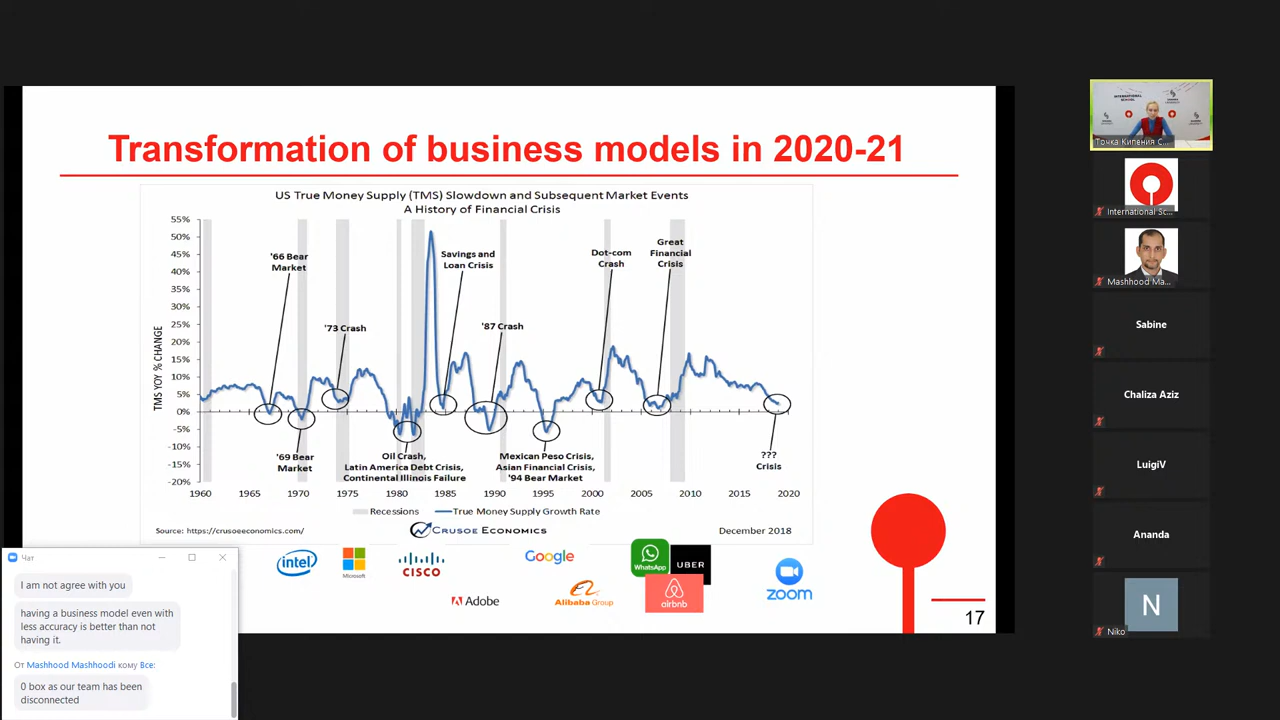 Transformation of business models in 2020-21
US True Money Supply (TMS) Slowdown and Subsequent Market Events
A History of Financial Crisis
55%
50%
45%
40%
35%
30%
25%
20%
15%
10%
5%
0%
-5%
-10%
-15%
-20%
TMS YOY % CHANGE
'66 Bear
Market
'69 Bear
Market
'73 Crash
Oil Crash,
Latin America Debt Crisis,
Continental Illinois Failure
Savings and
Loan Crisis
'87 Crash
Mexican Peso Crisis,
Asian Financial Crisis,
'94 Bear Market
Dot-com
Crash
Great
Financial
Crisis
???
Crisis
1960 1965 1970 1975 1980 1985 1990 1995 2000 2005 2010 2015 2020
Recessions True Money Supply Growth Rate
Source: https://crusoeeconomics.com/
CRUSOE ECONOMICS
December 2018
intel
Microsoft
CISCO
Adobe
Google
Alibaba Group
WhatsApp
UBER
airbnb
zoom
17
Чат
I am not agree with you
having a business model even with
less accuracy is better than not
having it.
От Mashhood Mashhoodi кому Все:
0 box as our team has been
disconnected
INTERNATIONAL
SCHOOL
Точка Кипения С...
International Sc...
Mashhood Ma...
Sabine
Chaliza Aziz
LuigiV
Ananda
N
Niko